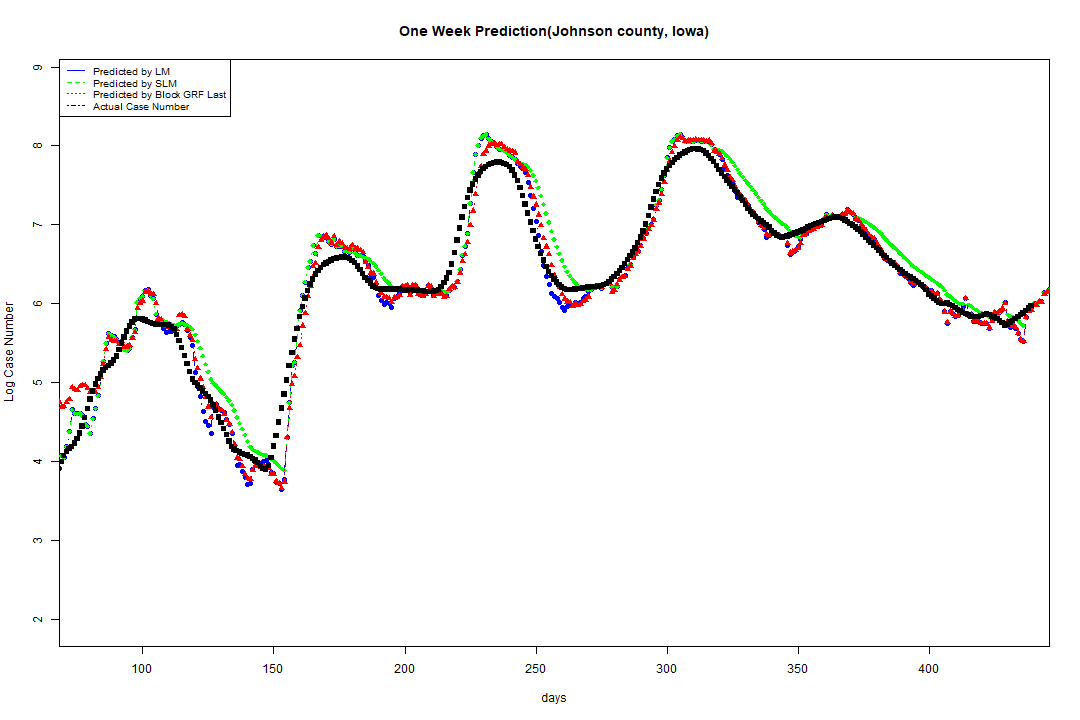 One Week Prediction(Johnson county, Iowa)
Predicted by LM
Predicted by SLM
Predicted by Block GRF Last
Actual Case Number
Log Case Number
9
8
7
6
5
4
3
2
100 150 200 250 300 350 400
days